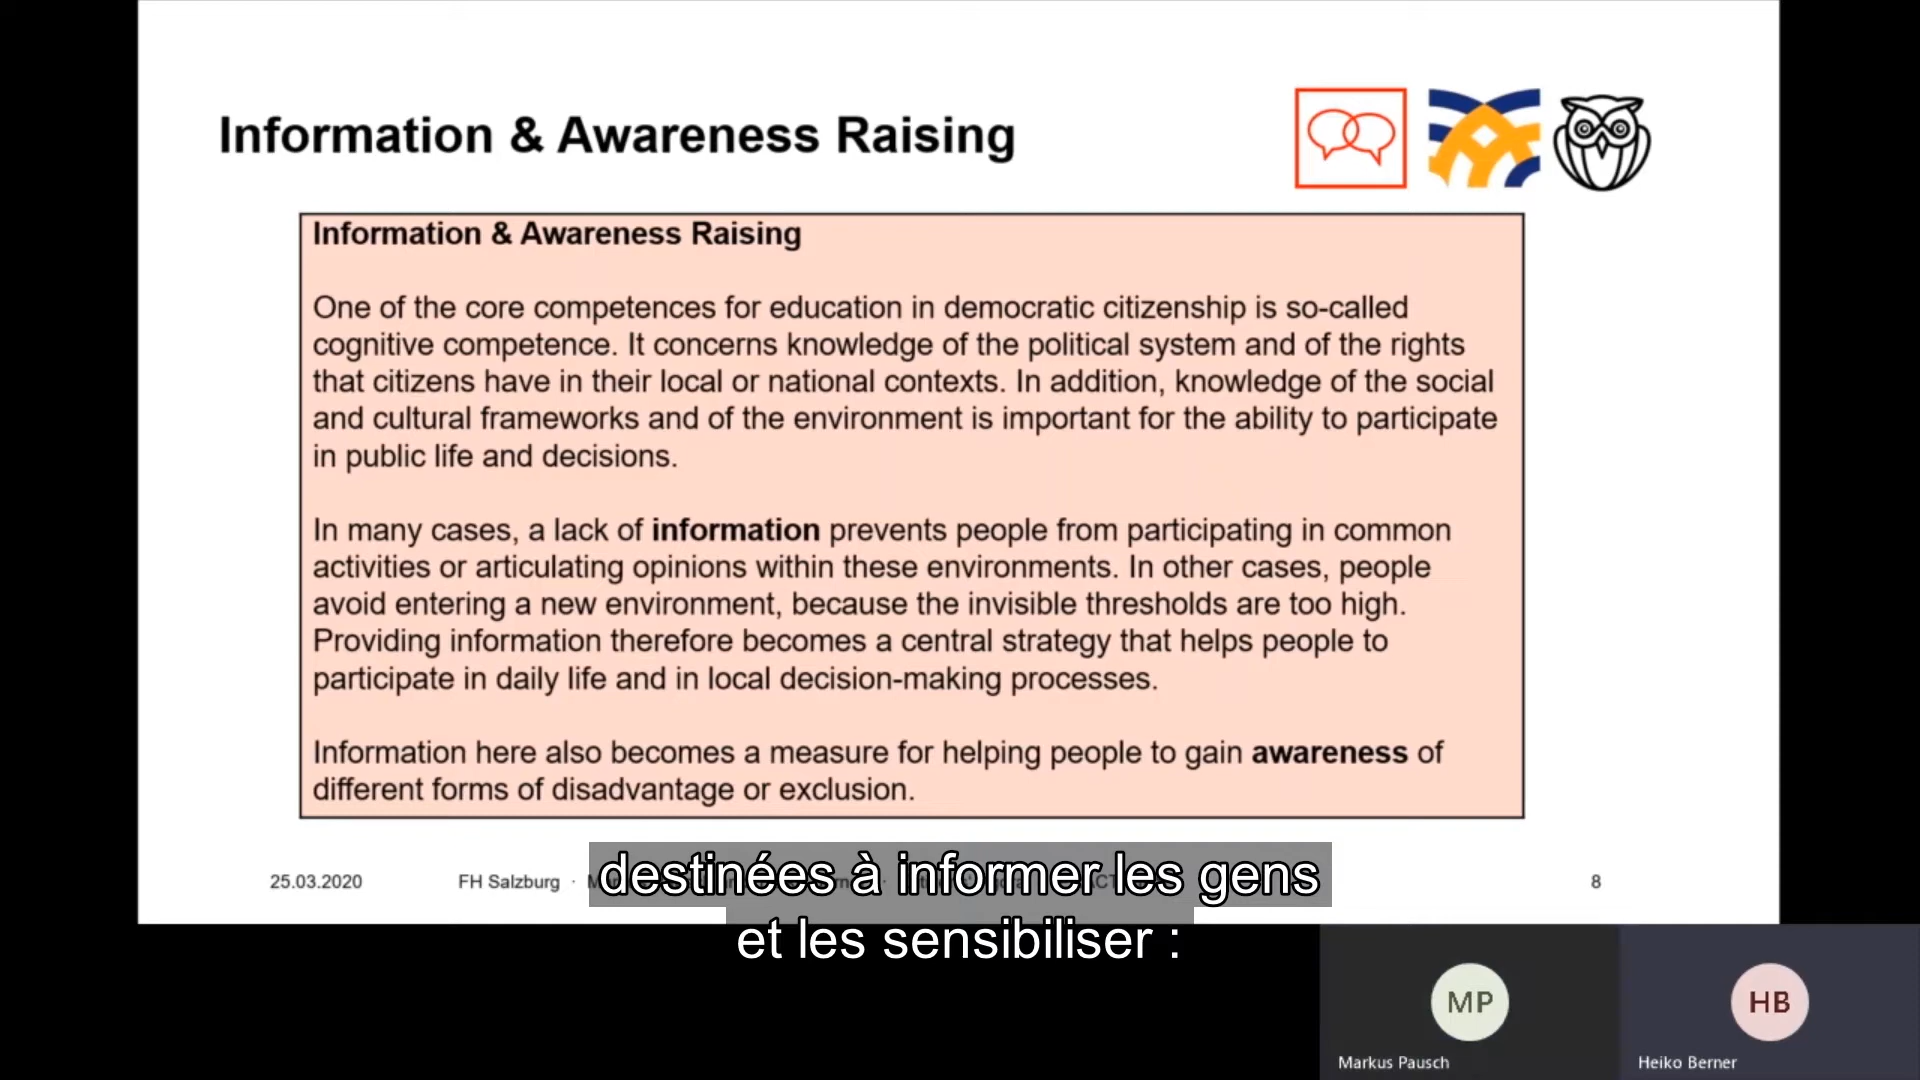 Information & Awareness Raising
Information & Awareness Raising
One of the core competences for education in democratic citizenship is so-called
cognitive competence. It concerns knowledge of the political system and of the rights
that citizens have in their local or national contexts. In addition, knowledge of the social
and cultural frameworks and of the environment is important for the ability to participate
in public life and decisions.
In many cases, a lack of information prevents people from participating in common
activities or articulating opinions within these environments. In other cases, people
avoid entering a new environment, because the invisible thresholds are too high.
Providing information therefore becomes a central strategy that helps people to
participate in daily life and in local decision-making processes.
Information here also becomes a measure for helping people to gain awareness of
different forms of disadvantage or exclusion.
25.03.2020 FH Salzburg · 8
destinées à informer les gens
et les sensibiliser :
MP HB
Markus Pausch Heiko Berner